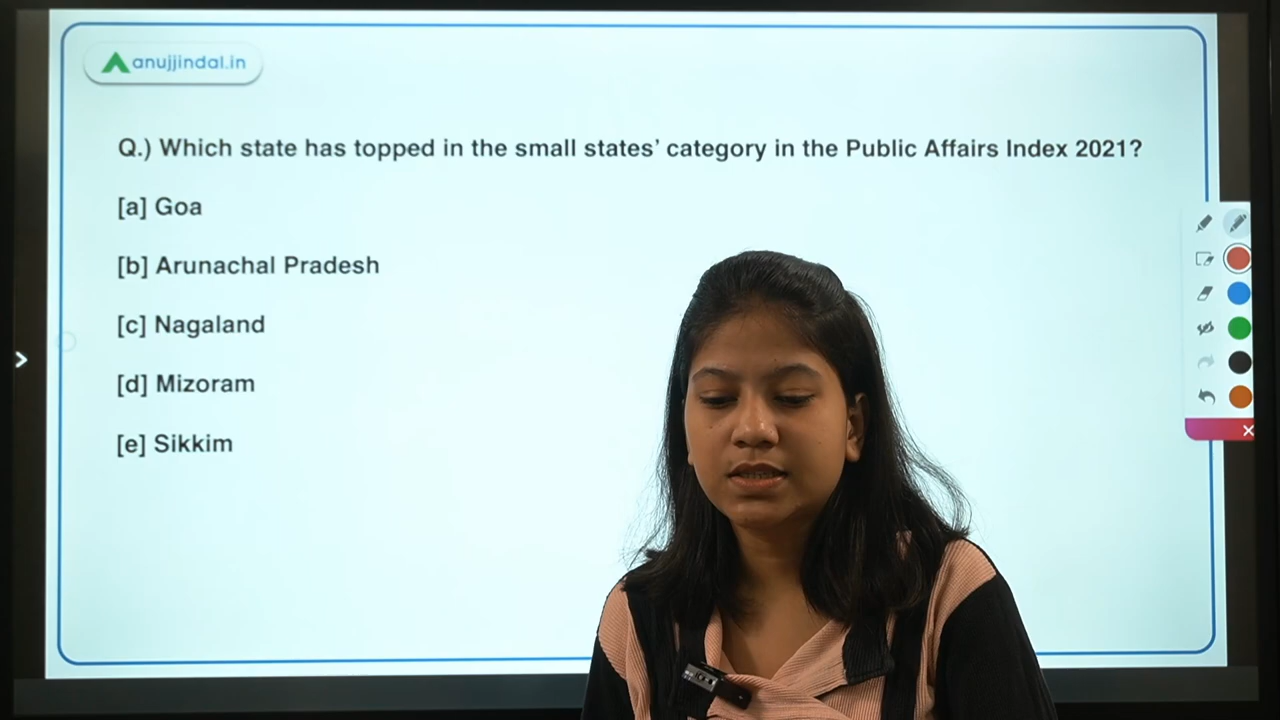 anujjindal.in
Q.) Which state has topped in the small states’ category in the Public Affairs Index 2021?
[a] Goa
[b] Arunachal Pradesh
[c] Nagaland
[d] Mizoram
[e] Sikkim